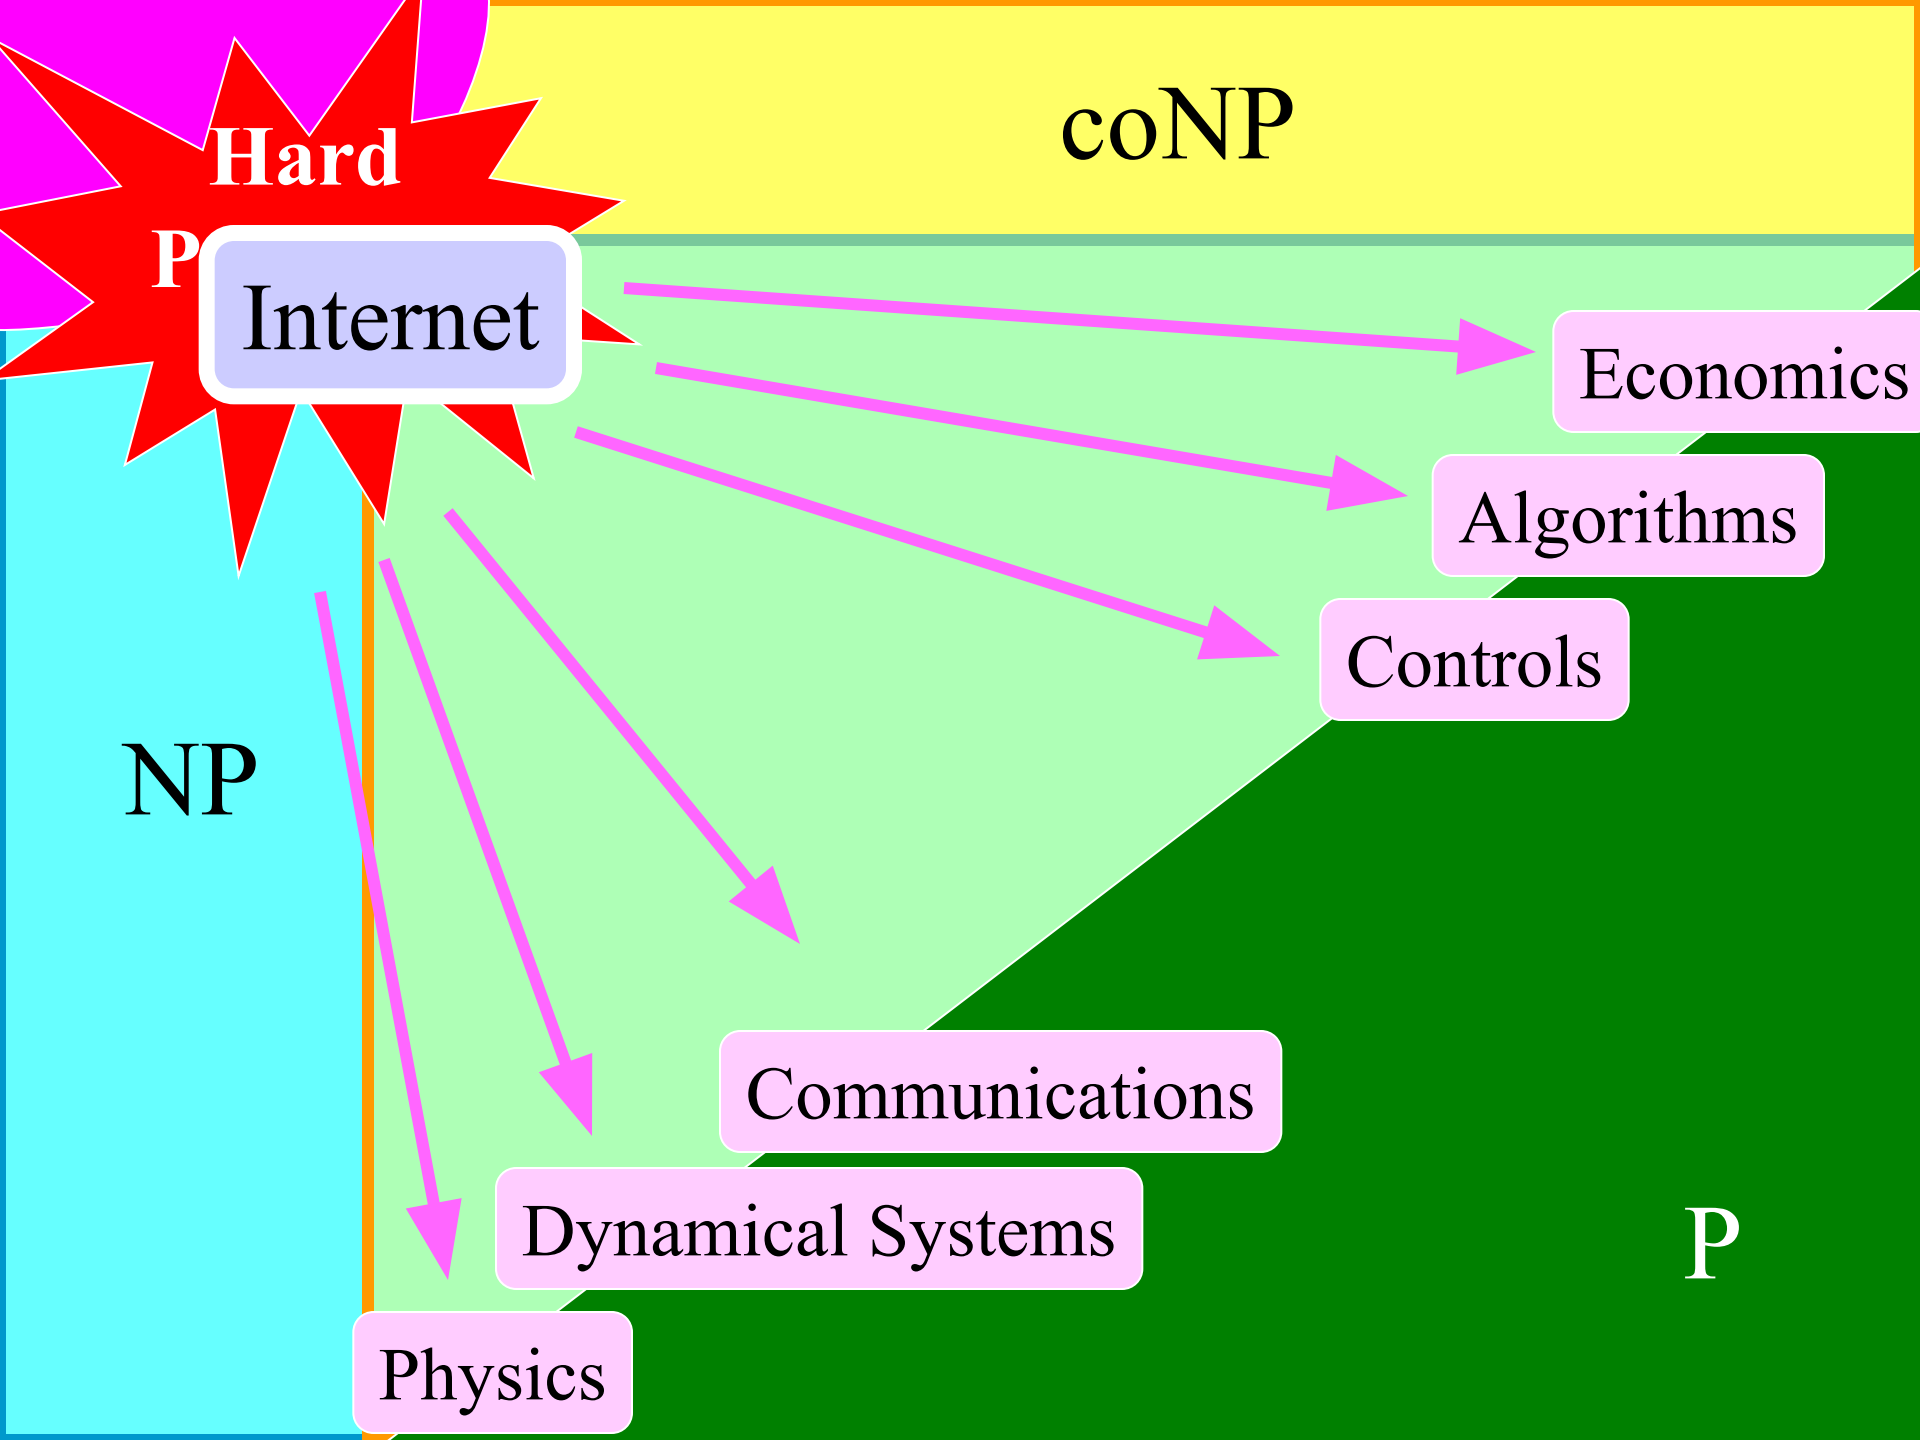 coNP
Hard
P
Internet
Economics
Algorithms
Controls
NP
Communications
Dynamical Systems
P
Physics